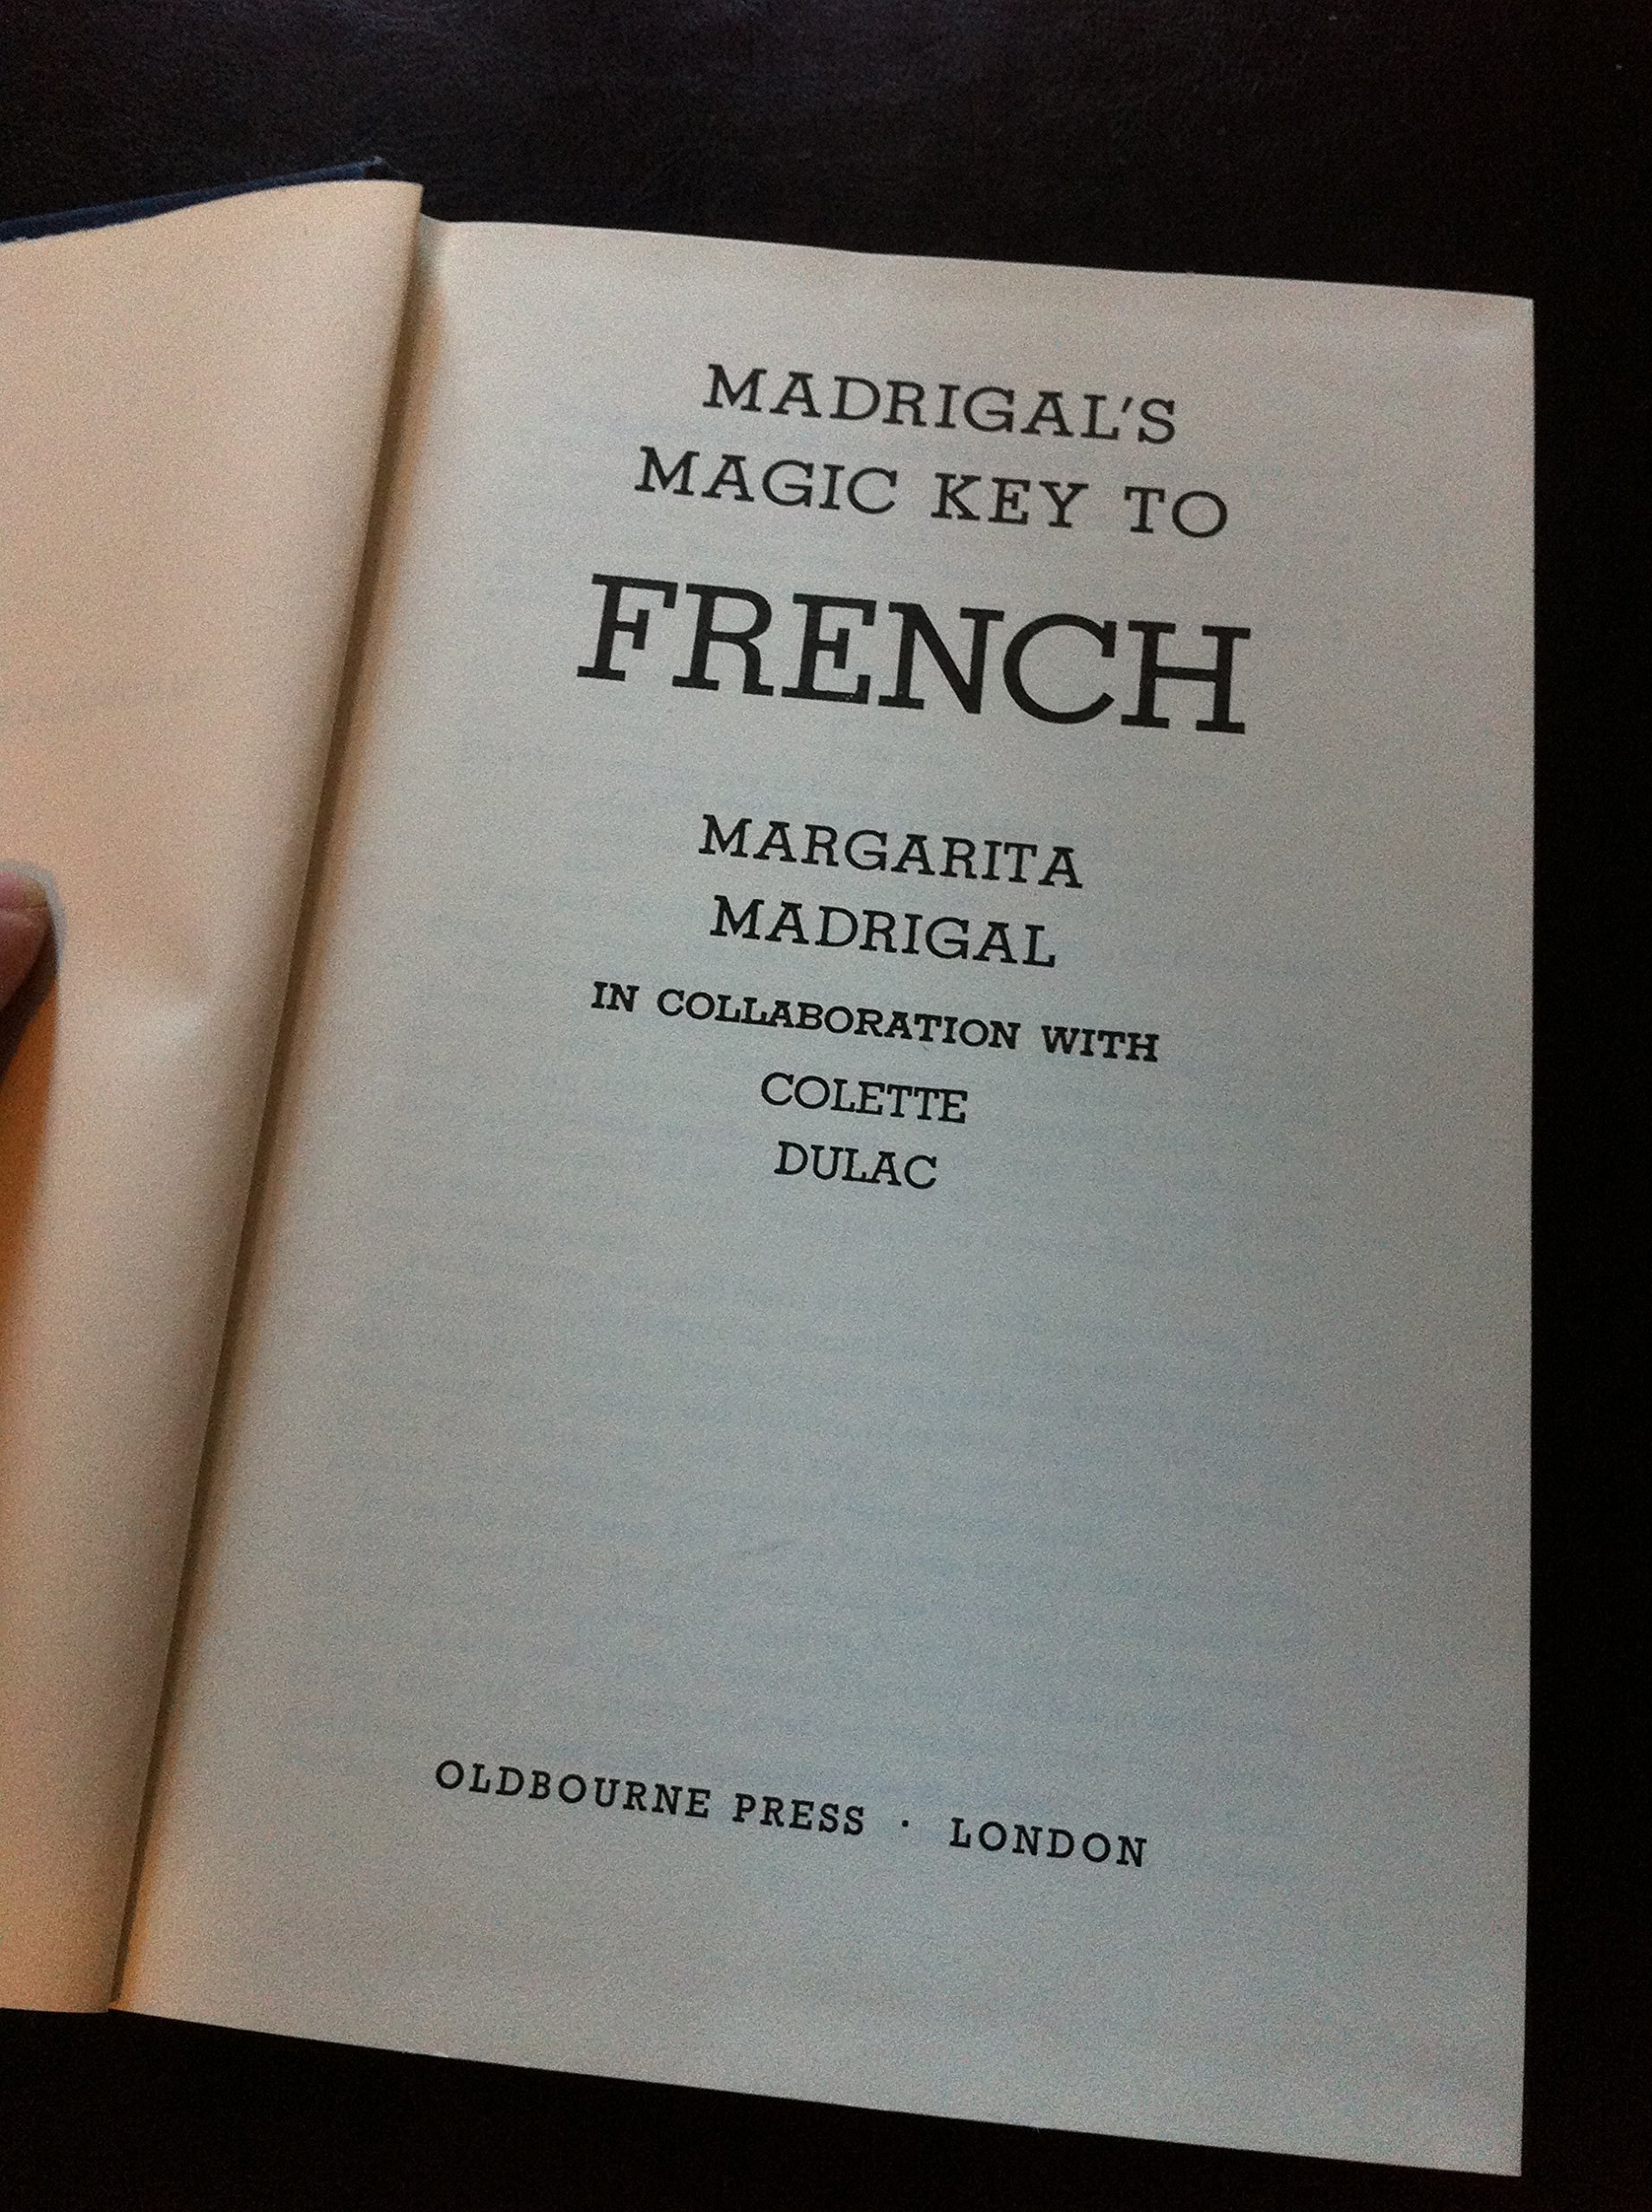 MADRIGAL'S
MAGIC KEY TO
FRENCH
MARGARITA
MADRIGAL
IN COLLABORATION WITH
COLETTE
DULAC
OLDBOURNE PRESS · LONDON